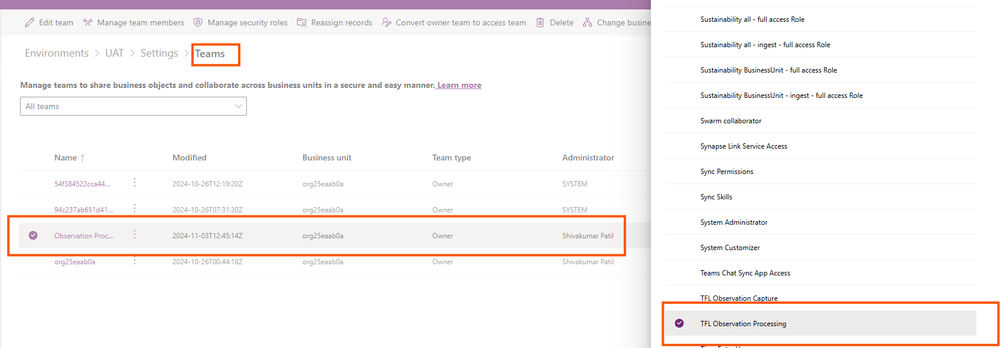 Edit team Manage team members Manage security roles Reassign records Convert owner team to access team Delete Change busine
Environments > UAT > Settings > Teams
Manage teams to share business objects and collaborate across business units in a secure and easy manner. Learn more
All teams
Name ↑ Modified Business unit Team type Administrator
54f384522cca44... 2024-10-26T12:19:20Z org25eaab0a Owner SYSTEM
94c237ab651d41... 2024-10-26T07:31:30Z org25eaab0a Owner SYSTEM
Observation Proc... 2024-11-03T12:45:14Z org25eaab0a Owner Shivakumar Patil
org25eaab0a 2024-10-26T00:44:18Z org25eaab0a Owner Shivakumar Patil
Sustainability all - full access Role
Sustainability all - ingest - full access Role
Sustainability BusinessUnit - full access Role
Sustainability BusinessUnit - ingest - full access Role
Swarm collaborator
Synapse Link Service Access
Sync Permissions
Sync Skills
System Administrator
System Customizer
Teams Chat Sync App Access
TFL Observation Capture
TFL Observation Processing